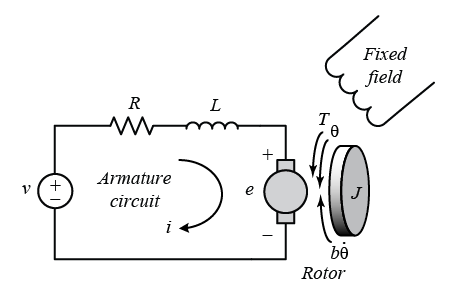 Fixed
field
R
L
T
θ
+
v
+
−
Armature
circuit
i
e
J
−
bθ̇
Rotor